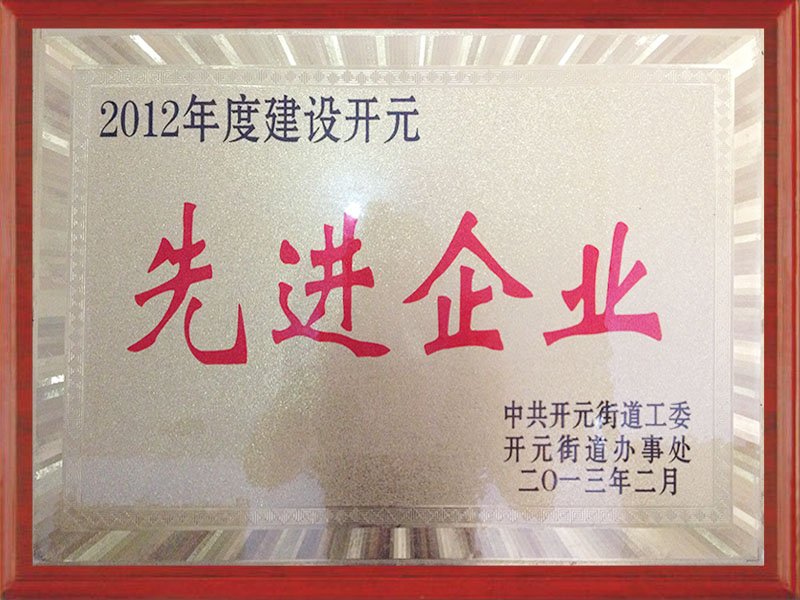 2012年度建设开元
先进企业
中共开元街道工委
开元街道办事处
二〇一三年二月